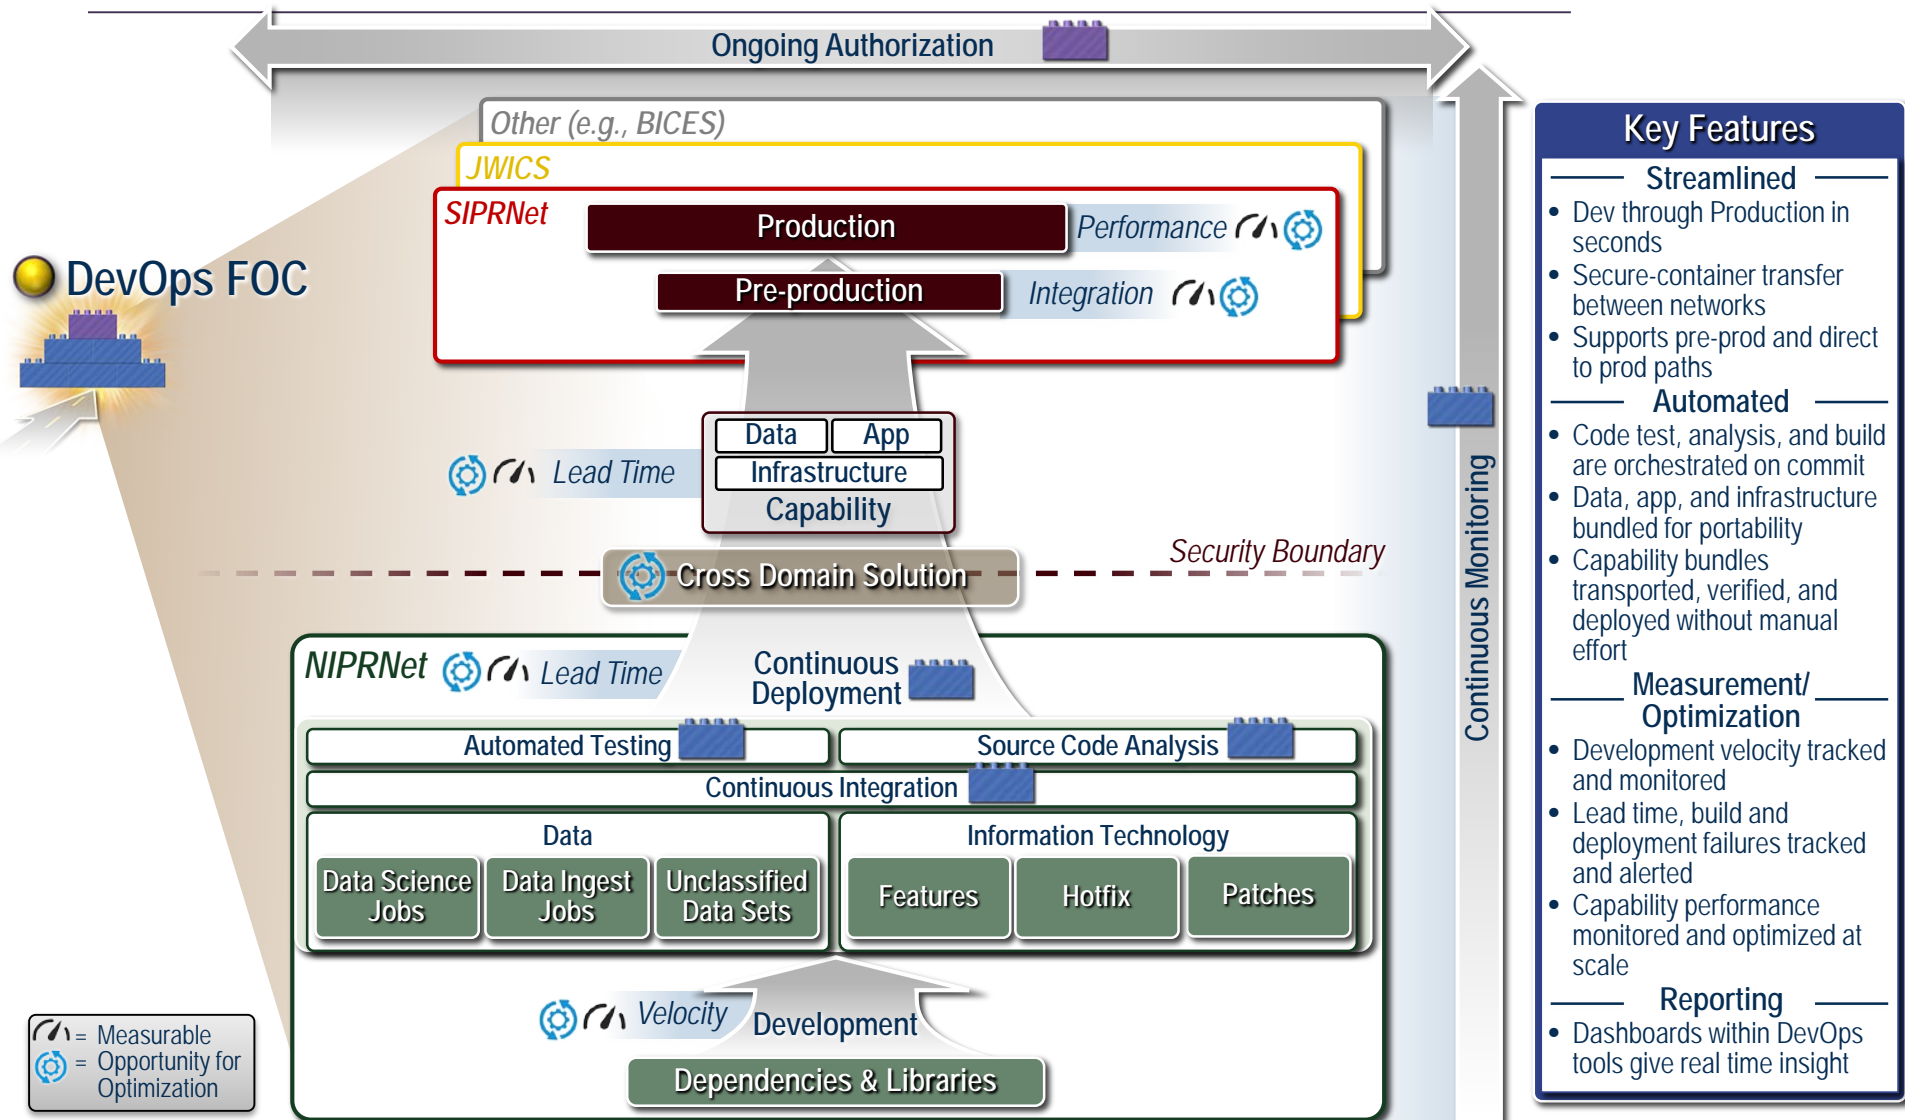 Ongoing Authorization
Other (e.g., BICES)
JWICS
SIPRNet
Production
Performance
Pre-production
Integration
DevOps FOC
Data
App
Infrastructure
Capability
Lead Time
Security Boundary
Cross Domain Solution
NIPRNet
Lead Time
Continuous
Deployment
Automated Testing
Source Code Analysis
Continuous Integration
Data
Information Technology
Data Science
Jobs
Data Ingest
Jobs
Unclassified
Data Sets
Features
Hotfix
Patches
Velocity
Development
Dependencies & Libraries
= Measurable
= Opportunity for
Optimization
Continuous Monitoring
Key Features
Streamlined
• Dev through Production in
seconds
• Secure-container transfer
between networks
• Supports pre-prod and direct
to prod paths
Automated
• Code test, analysis, and build
are orchestrated on commit
• Data, app, and infrastructure
bundled for portability
• Capability bundles
transported, verified, and
deployed without manual
effort
Measurement/
Optimization
• Development velocity tracked
and monitored
• Lead time, build and
deployment failures tracked
and alerted
• Capability performance
monitored and optimized at
scale
Reporting
• Dashboards within DevOps
tools give real time insight